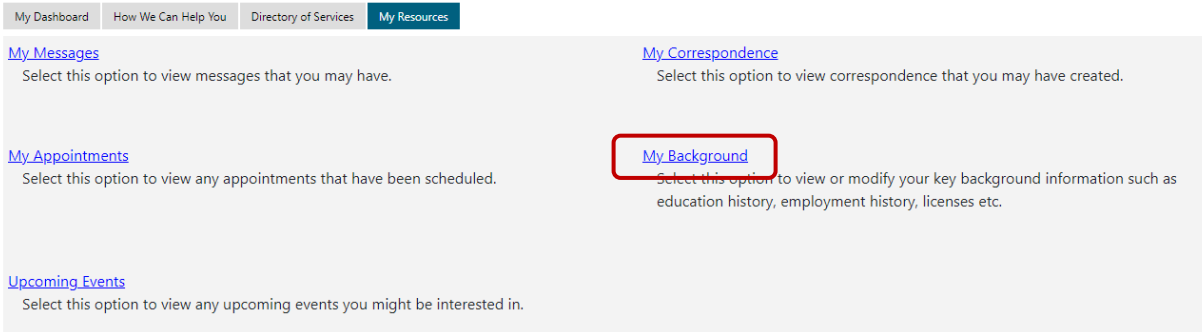 My Dashboard How We Can Help You Directory of Services My Resources
My Messages
Select this option to view messages that you may have.
My Correspondence
Select this option to view correspondence that you may have created.
My Appointments
Select this option to view any appointments that have been scheduled.
My Background
Select this option to view or modify your key background information such as
education history, employment history, licenses etc.
Upcoming Events
Select this option to view any upcoming events you might be interested in.